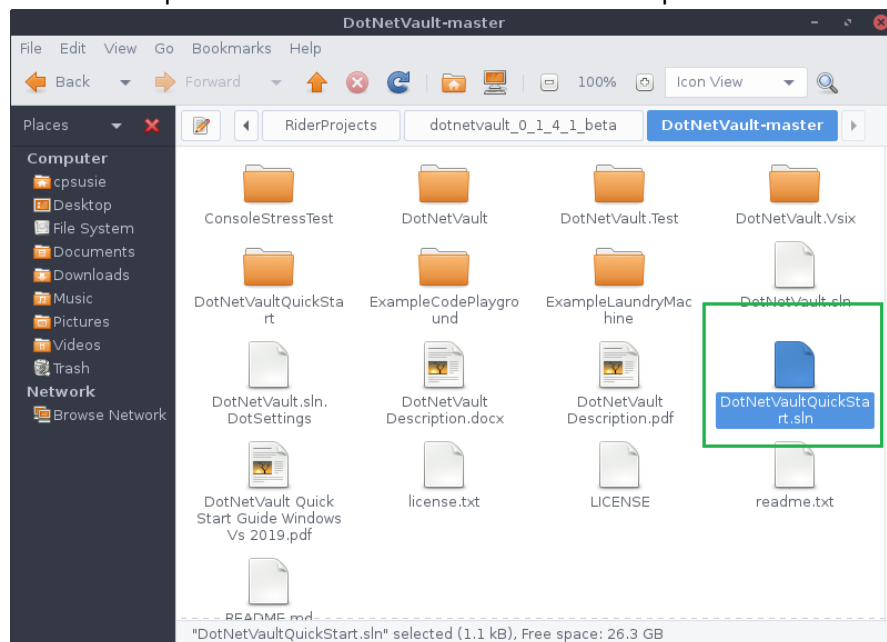 DotNetVault-master
File Edit View Go Bookmarks Help
Back Forward 100% Icon View
Places RiderProjects dotnetvault_0_1_4_1_beta DotNetVault-master
Computer
cpsusie
Desktop
File System
Documents
Downloads
Music
Pictures
Videos
Trash
Network
Browse Network
ConsoleStressTest DotNetVault DotNetVault.Test DotNetVault.Vsix
DotNetVaultQuickSta ExampleCodePlaygro ExampleLaundryMac DotNetVault.sln
rt und hine
DotNetVault.sln. DotNetVault DotNetVault DotNetVaultQuickSta
DotSettings Description.docx Description.pdf rt.sln
DotNetVault Quick license.txt LICENSE readme.txt
Start Guide Windows
Vs 2019.pdf
README.md
"DotNetVaultQuickStart.sln" selected (1.1 kB), Free space: 26.3 GB